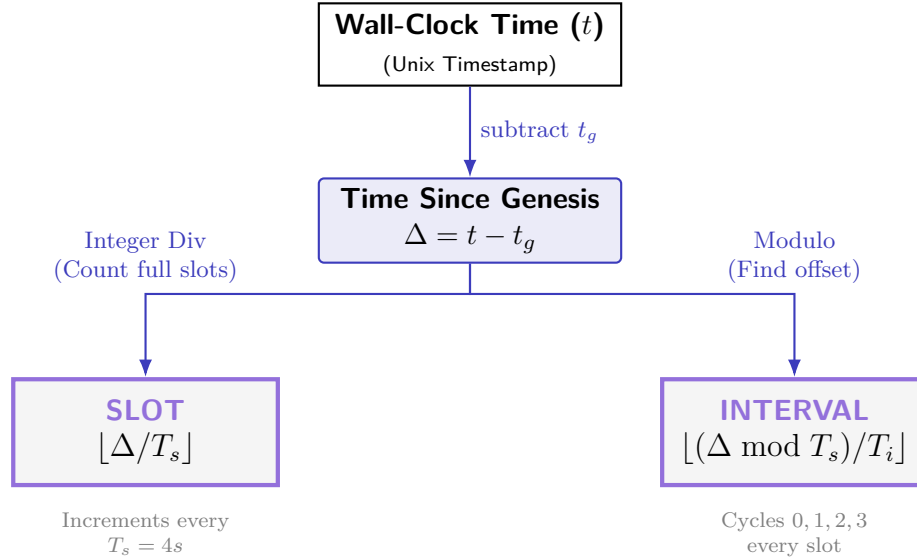 Wall-Clock Time (t)
(Unix Timestamp)
subtract t_g
Time Since Genesis
Δ = t − t_g
Integer Div
(Count full slots)
Modulo
(Find offset)
SLOT
⌊Δ/T_s⌋
INTERVAL
⌊(Δ mod T_s)/T_i⌋
Increments every
T_s = 4s
Cycles 0, 1, 2, 3
every slot